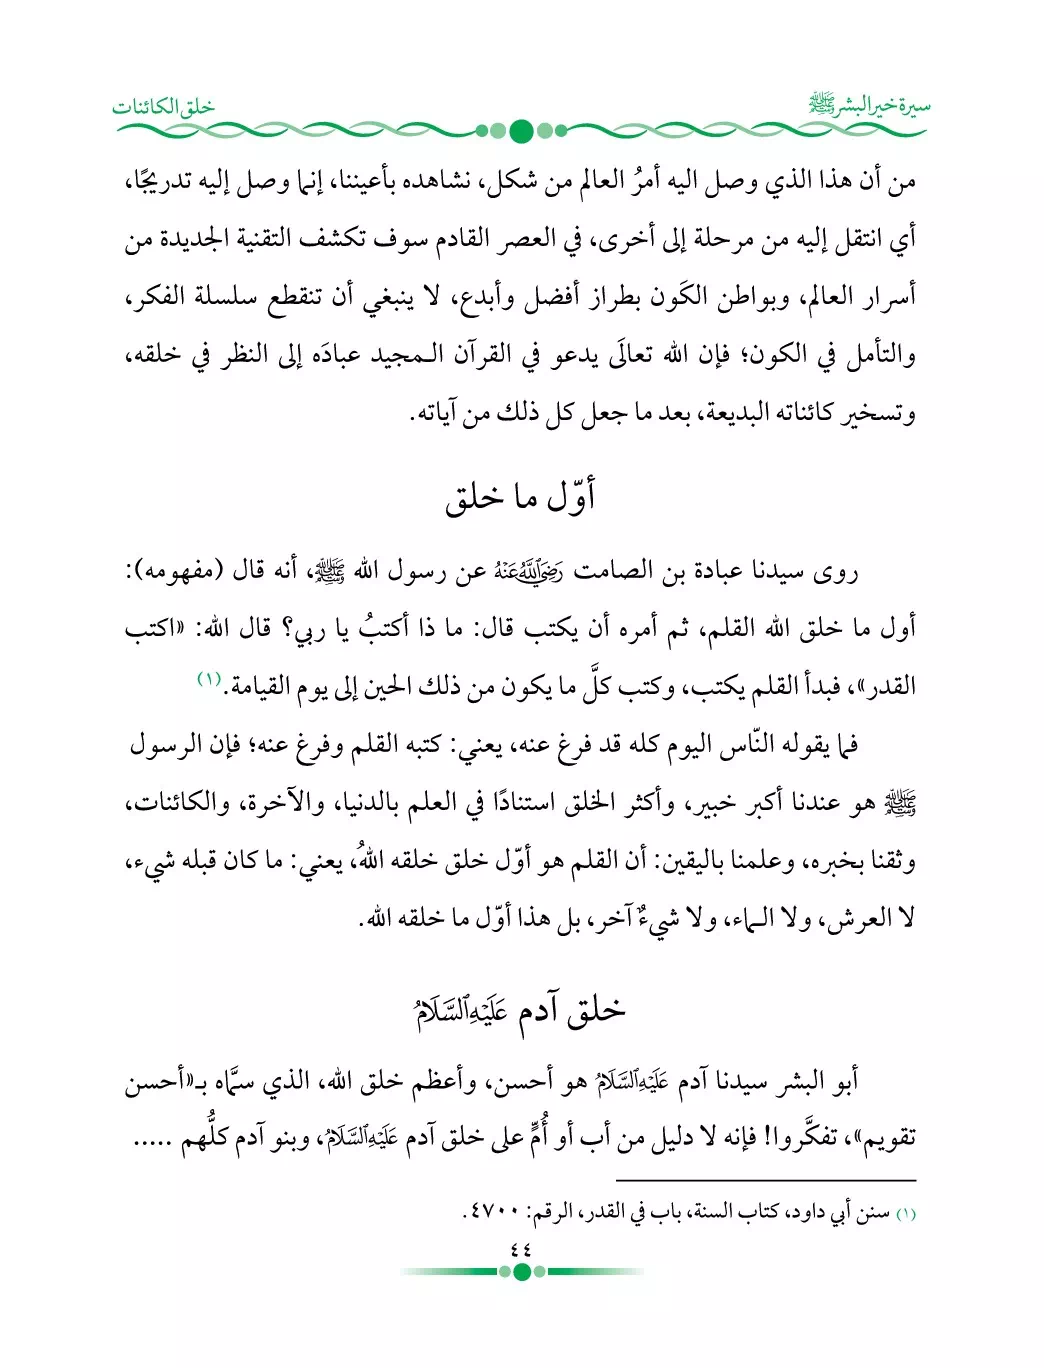 سيرة خير البشر ﷺ
خلق الكائنات
من أن هذا الذي وصل اليه أمرُ العالم من شكل، نشاهده بأعيننا، إنما وصل إليه تدريجًا،
أي انتقل إليه من مرحلة إلى أخرى، في العصر القادم سوف تكشف التقنية الجديدة من
أسرار العالم، وبواطن الكَون بطراز أفضل وأبدع، لا ينبغي أن تنقطع سلسلة الفكر،
والتأمل في الكون؛ فإن الله تعالَى يدعو في القرآن الـمجيد عبادَه إلى النظر في خلقه،
وتسخير كائناته البديعة، بعد ما جعل كل ذلك من آياته.
أوّل ما خلق
روى سيدنا عبادة بن الصامت رَضِيَ ٱللَّهُ عَنْهُ عن رسول الله ﷺ، أنه قال (مفهومه):
أول ما خلق الله القلم، ثم أمره أن يكتب قال: ما ذا أكتبُ يا ربي؟ قال الله: «اكتب
القدر»، فبدأ القلم يكتب، وكتب كلَّ ما يكون من ذلك الحين إلى يوم القيامة.(١)
فما يقوله النّاس اليوم كله قد فرغ عنه، يعني: كتبه القلم وفرغ عنه؛ فإن الرسول
ﷺ هو عندنا أكبر خبير، وأكثر الخلق استنادًا في العلم بالدنيا، والآخرة، والكائنات،
وثقنا بخبره، وعلمنا باليقين: أن القلم هو أوّل خلق خلقه اللهُ، يعني: ما كان قبله شيء،
لا العرش، ولا الـماء، ولا شيءٌ آخر، بل هذا أوّل ما خلقه الله.
خلق آدم عَلَيْهِ ٱلسَّلَامُ
أبو البشر سيدنا آدم عَلَيْهِ ٱلسَّلَامُ هو أحسن، وأعظم خلق الله، الذي سمَّاه بـ«أحسن
تقويم»، تفكَّروا! فإنه لا دليل من أب أو أُمٍّ على خلق آدم عَلَيْهِ ٱلسَّلَامُ، وبنو آدم كلُّهم .....
(١) سنن أبي داود، كتاب السنة، باب في القدر، الرقم: ٤٧٠٠.
٤٤